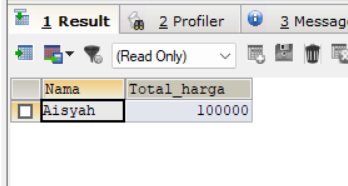 1 Result 2 Profiler 3 Messag
(Read Only)
Nama Total_harga
Aisyah 100000